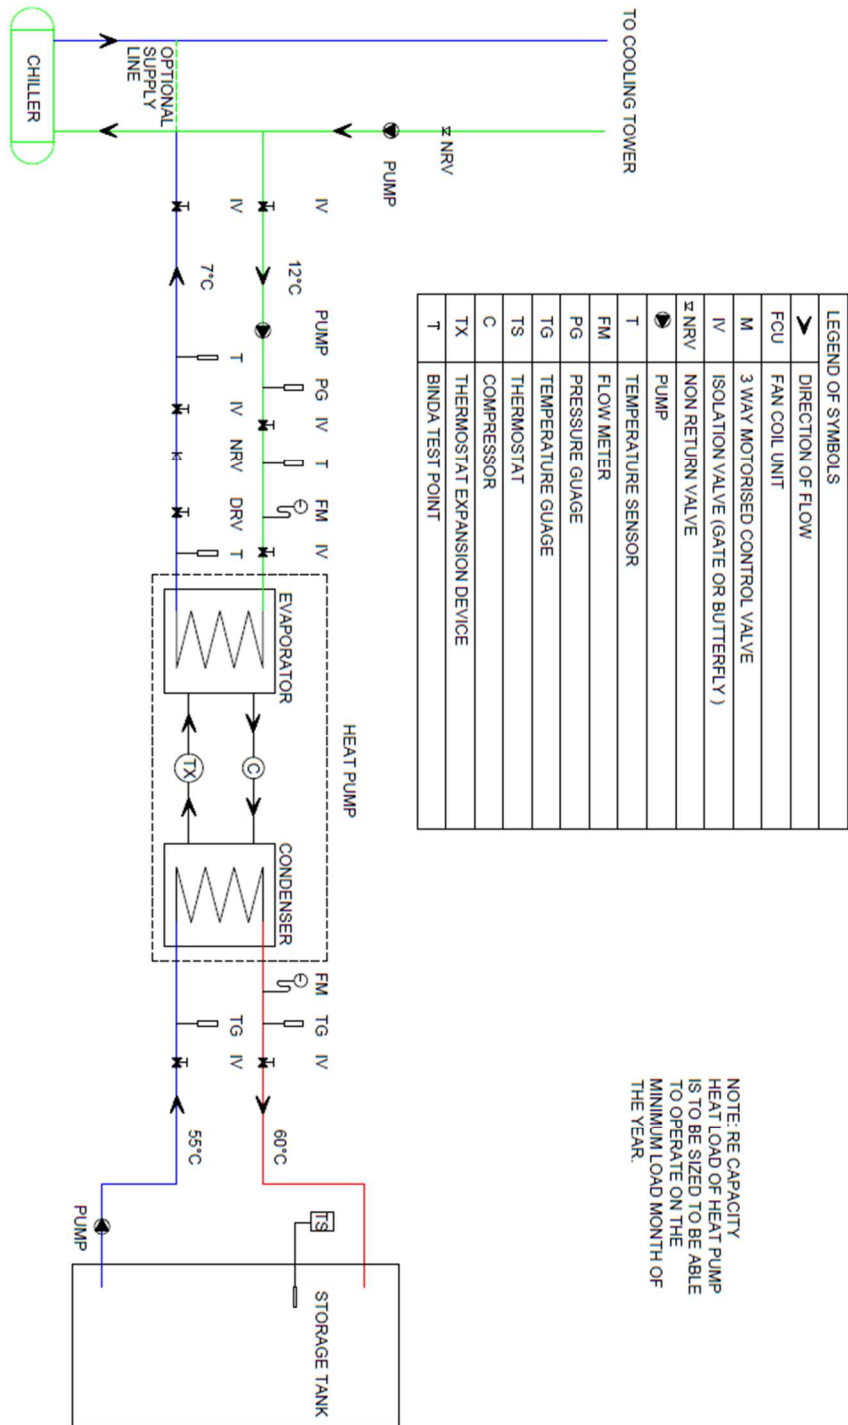 TO COOLING TOWER
NRV
PUMP
CHILLER
OPTIONAL
SUPPLY
LINE
IV
IV
12°C
7°C
PUMP
PG
IV
T
FM
IV
T
IV
NRV
DRV
T
HEAT PUMP
EVAPORATOR
CONDENSER
C
TX
FM
TG
IV
TG
IV
60°C
55°C
PUMP
TS
STORAGE TANK
LEGEND OF SYMBOLS
DIRECTION OF FLOW
FCU FAN COIL UNIT
M 3 WAY MOTORISED CONTROL VALVE
IV ISOLATION VALVE (GATE OR BUTTERFLY )
NRV NON RETURN VALVE
PUMP
T TEMPERATURE SENSOR
FM FLOW METER
PG PRESSURE GUAGE
TG TEMPERATURE GUAGE
TS THERMOSTAT
C COMPRESSOR
TX THERMOSTAT EXPANSION DEVICE
T BINDA TEST POINT
NOTE: RE CAPACITY
HEAT LOAD OF HEAT PUMP
IS TO BE SIZED TO BE ABLE
TO OPERATE ON THE
MINIMUM LOAD MONTH OF
THE YEAR.